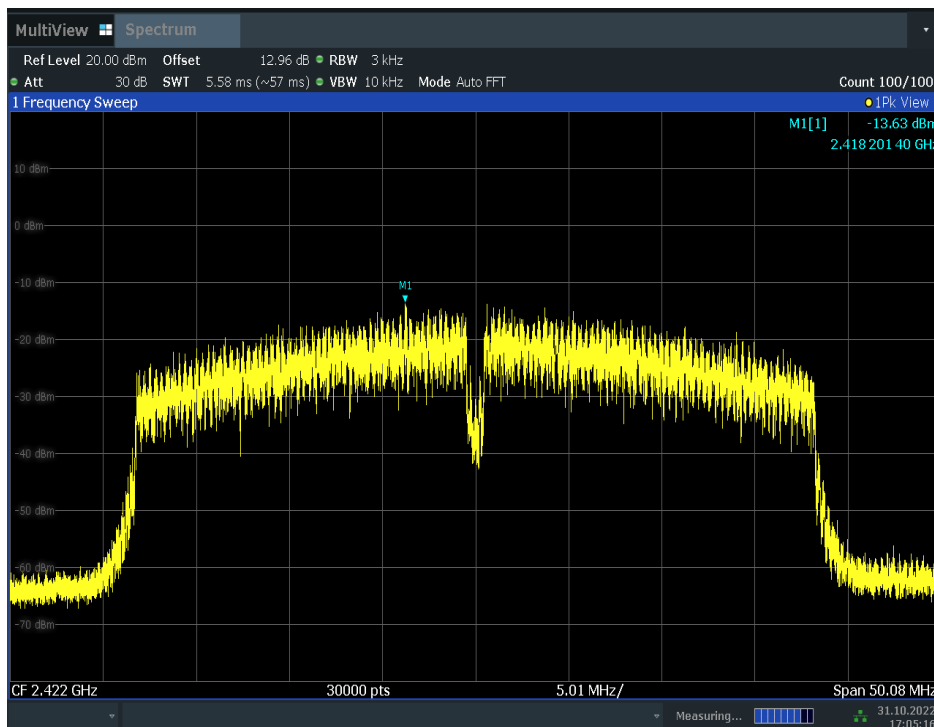 MultiView Spectrum
Ref Level 20.00 dBm Offset 12.96 dB RBW 3 kHz
Att 30 dB SWT 5.58 ms (~57 ms) VBW 10 kHz Mode Auto FFT Count 100/100
1 Frequency Sweep 1Pk View
M1[1] -13.63 dBm
2.418 201 40 GHz
10 dBm
0 dBm
M1
-10 dBm
-20 dBm
-30 dBm
-40 dBm
-50 dBm
-60 dBm
-70 dBm
CF 2.422 GHz 30000 pts 5.01 MHz/ Span 50.08 MHz
Measuring... 31.10.2022
17:05:16